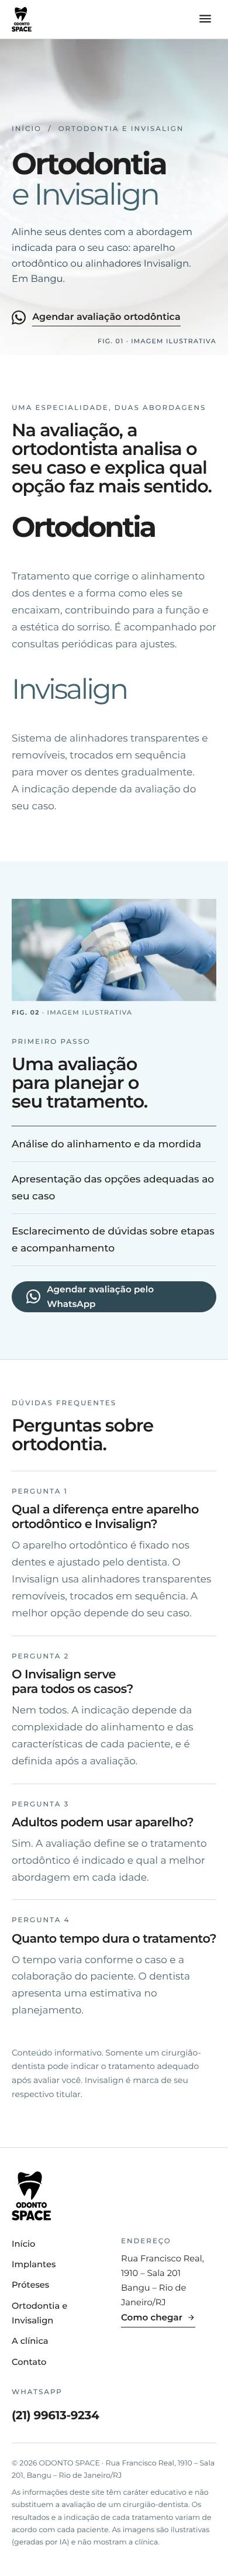 ODONTO
SPACE
INÍCIO / ORTODONTIA E INVISALIGN
Ortodontia
e Invisalign
Alinhe seus dentes com a abordagem
indicada para o seu caso: aparelho
ortodôntico ou alinhadores Invisalign.
Em Bangu.
Agendar avaliação ortodôntica
FIG. 01 · IMAGEM ILUSTRATIVA
UMA ESPECIALIDADE, DUAS ABORDAGENS
Na avaliação, a
ortodontista analisa o
seu caso e explica qual
opção faz mais sentido.
Ortodontia
Tratamento que corrige o alinhamento
dos dentes e a forma como eles se
encaixam, contribuindo para a função e
a estética do sorriso. É acompanhado por
consultas periódicas para ajustes.
Invisalign
Sistema de alinhadores transparentes e
removíveis, trocados em sequência
para mover os dentes gradualmente.
A indicação depende da avaliação do
seu caso.
FIG. 02 · IMAGEM ILUSTRATIVA
PRIMEIRO PASSO
Uma avaliação
para planejar o
seu tratamento.
Análise do alinhamento e da mordida
Apresentação das opções adequadas ao
seu caso
Esclarecimento de dúvidas sobre etapas
e acompanhamento
Agendar avaliação pelo
WhatsApp
DÚVIDAS FREQUENTES
Perguntas sobre
ortodontia.
PERGUNTA 1
Qual a diferença entre aparelho
ortodôntico e Invisalign?
O aparelho ortodôntico é fixado nos
dentes e ajustado pelo dentista. O
Invisalign usa alinhadores transparentes
removíveis, trocados em sequência. A
melhor opção depende do seu caso.
PERGUNTA 2
O Invisalign serve
para todos os casos?
Nem todos. A indicação depende da
complexidade do alinhamento e das
características de cada paciente, e é
definida após a avaliação.
PERGUNTA 3
Adultos podem usar aparelho?
Sim. A avaliação define se o tratamento
ortodôntico é indicado e qual a melhor
abordagem em cada idade.
PERGUNTA 4
Quanto tempo dura o tratamento?
O tempo varia conforme o caso e a
colaboração do paciente. O dentista
apresenta uma estimativa no
planejamento.
Conteúdo informativo. Somente um cirurgião-
dentista pode indicar o tratamento adequado
após avaliar você. Invisalign é marca de seu
respectivo titular.
ODONTO
SPACE
Início
Implantes
Próteses
Ortodontia e
Invisalign
A clínica
Contato
ENDEREÇO
Rua Francisco Real,
1910 – Sala 201
Bangu – Rio de
Janeiro/RJ
Como chegar →
WHATSAPP
(21) 99613-9234
© 2026 ODONTO SPACE · Rua Francisco Real, 1910 – Sala
201, Bangu – Rio de Janeiro/RJ
As informações deste site têm caráter educativo e não
substituem a avaliação de um cirurgião-dentista. Os
resultados e a indicação de cada tratamento variam de
acordo com cada paciente. As imagens são ilustrativas
(geradas por IA) e não mostram a clínica.